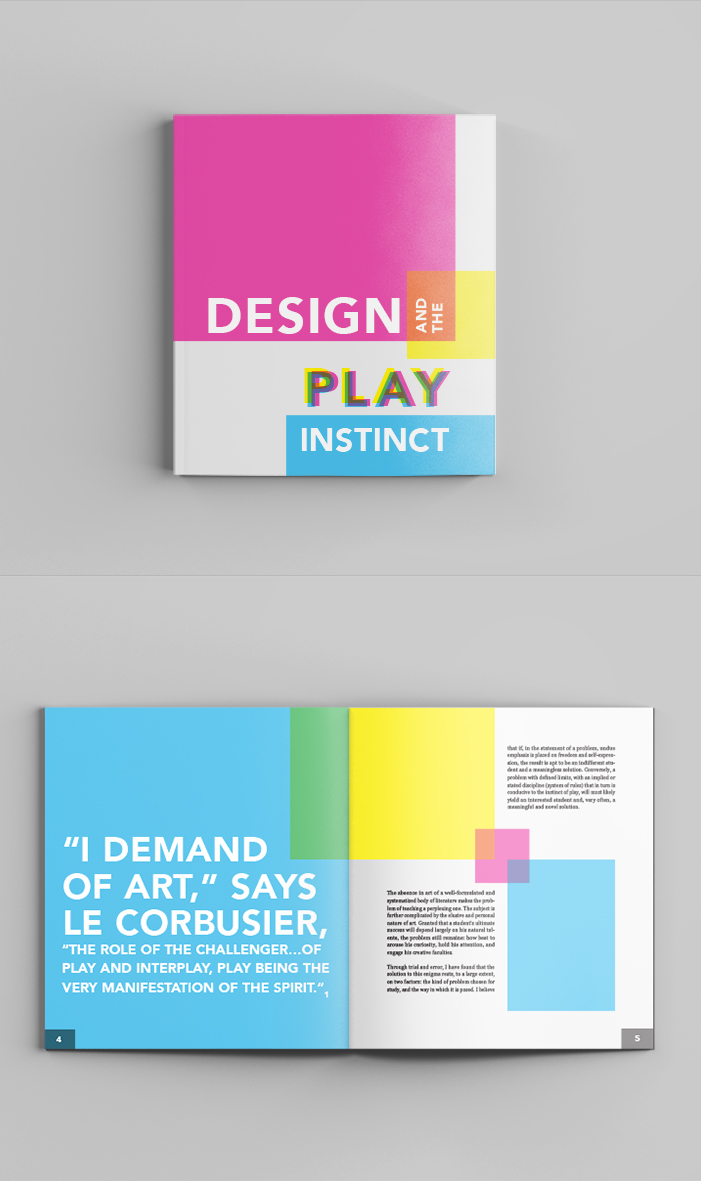 DESIGN
AND
THE
PLAY
INSTINCT
“I DEMAND
OF ART,” SAYS
LE CORBUSIER,
“THE ROLE OF THE CHALLENGER...OF
PLAY AND INTERPLAY, PLAY BEING THE
VERY MANIFESTATION OF THE SPIRIT.“1
4
The absence in art of a well-formulated and
systematized body of literature makes the prob-
lem of teaching a perplexing one. The subject is
further complicated by the elusive and personal
nature of art. Granted that a student's ultimate
success will depend largely on his natural tal-
ents, the problem still remains: how best to
arouse his curiosity, hold his attention, and
engage his creative faculties.
Through trial and error, I have found that the
solution to this enigma rests, to a large extent,
on two factors: the kind of problem chosen for
study, and the way in which it is posed. I believe
that if, in the statement of a problem, undue
emphasis is placed on freedom and self-expres-
sion, the result is apt to be an indifferent stu-
dent and a meaningless solution. Conversely, a
problem with defined limits, with an implied or
stated discipline (system of rules) that in turn is
conducive to the instinct of play, will most likely
yield an interested student and, very often, a
meaningful and novel solution.
5